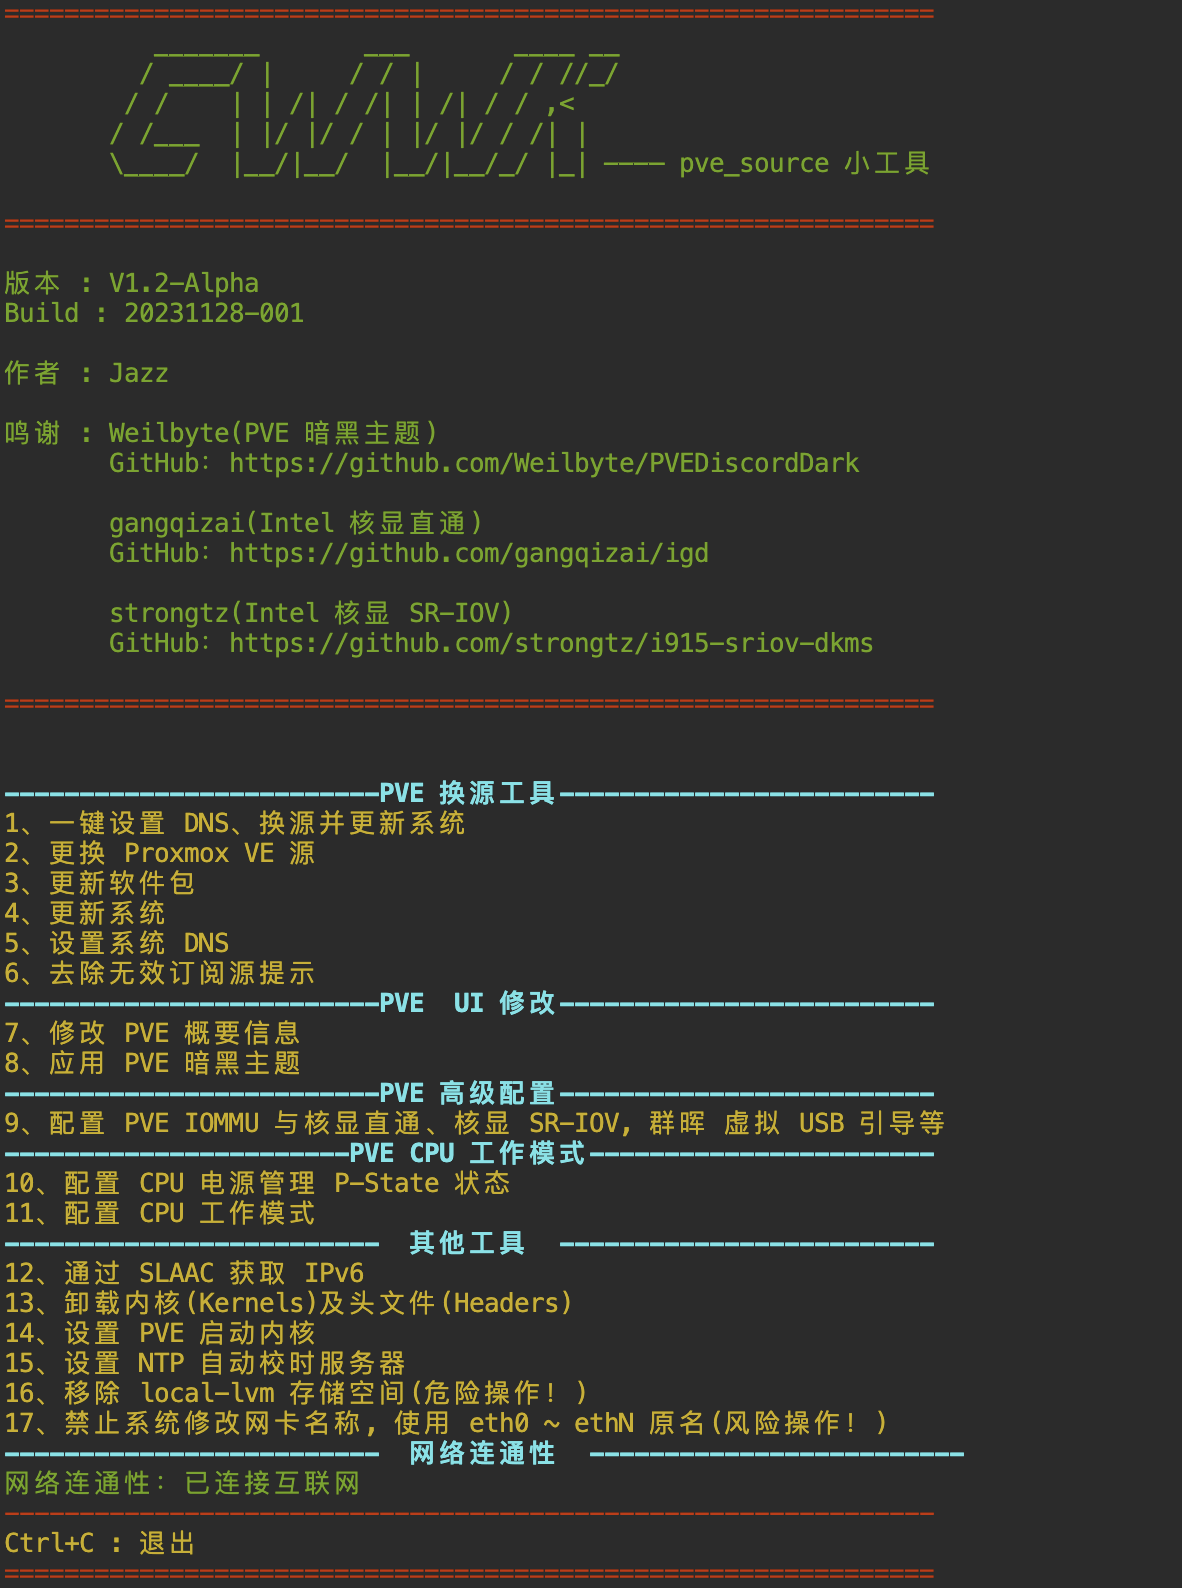 ==============================================================
          _______       ___       ____ __
         / ____/ |     / / |     / / //_/
        / /    | | /| / /| | /| / / ,<
       / /___  | |/ |/ / | |/ |/ / /| |
       \____/  |__/|__/  |__/|__/_/ |_| ---- pve_source 小工具
==============================================================
版本 : V1.2-Alpha
Build : 20231128-001
作者 : Jazz
鸣谢 : Weilbyte(PVE 暗黑主题)
GitHub: https://github.com/Weilbyte/PVEDiscordDark
gangqizai(Intel 核显直通)
GitHub: https://github.com/gangqizai/igd
strongtz(Intel 核显 SR-IOV)
GitHub: https://github.com/strongtz/i915-sriov-dkms
==============================================================
-------------------------PVE 换源工具-------------------------
1、一键设置 DNS、换源并更新系统
2、更换 Proxmox VE 源
3、更新软件包
4、更新系统
5、设置系统 DNS
6、去除无效订阅源提示
-------------------------PVE  UI 修改-------------------------
7、修改 PVE 概要信息
8、应用 PVE 暗黑主题
-------------------------PVE 高级配置-------------------------
9、配置 PVE IOMMU 与核显直通、核显 SR-IOV, 群晖 虚拟 USB 引导等
-----------------------PVE CPU 工作模式-----------------------
10、配置 CPU 电源管理 P-State 状态
11、配置 CPU 工作模式
-------------------------  其他工具  -------------------------
12、通过 SLAAC 获取 IPv6
13、卸载内核(Kernels)及头文件(Headers)
14、设置 PVE 启动内核
15、设置 NTP 自动校时服务器
16、移除 local-lvm 存储空间(危险操作! )
17、禁止系统修改网卡名称, 使用 eth0 ~ ethN 原名(风险操作! )
-------------------------  网络连通性  -------------------------
网络连通性: 已连接互联网
==============================================================
Ctrl+C : 退出
==============================================================